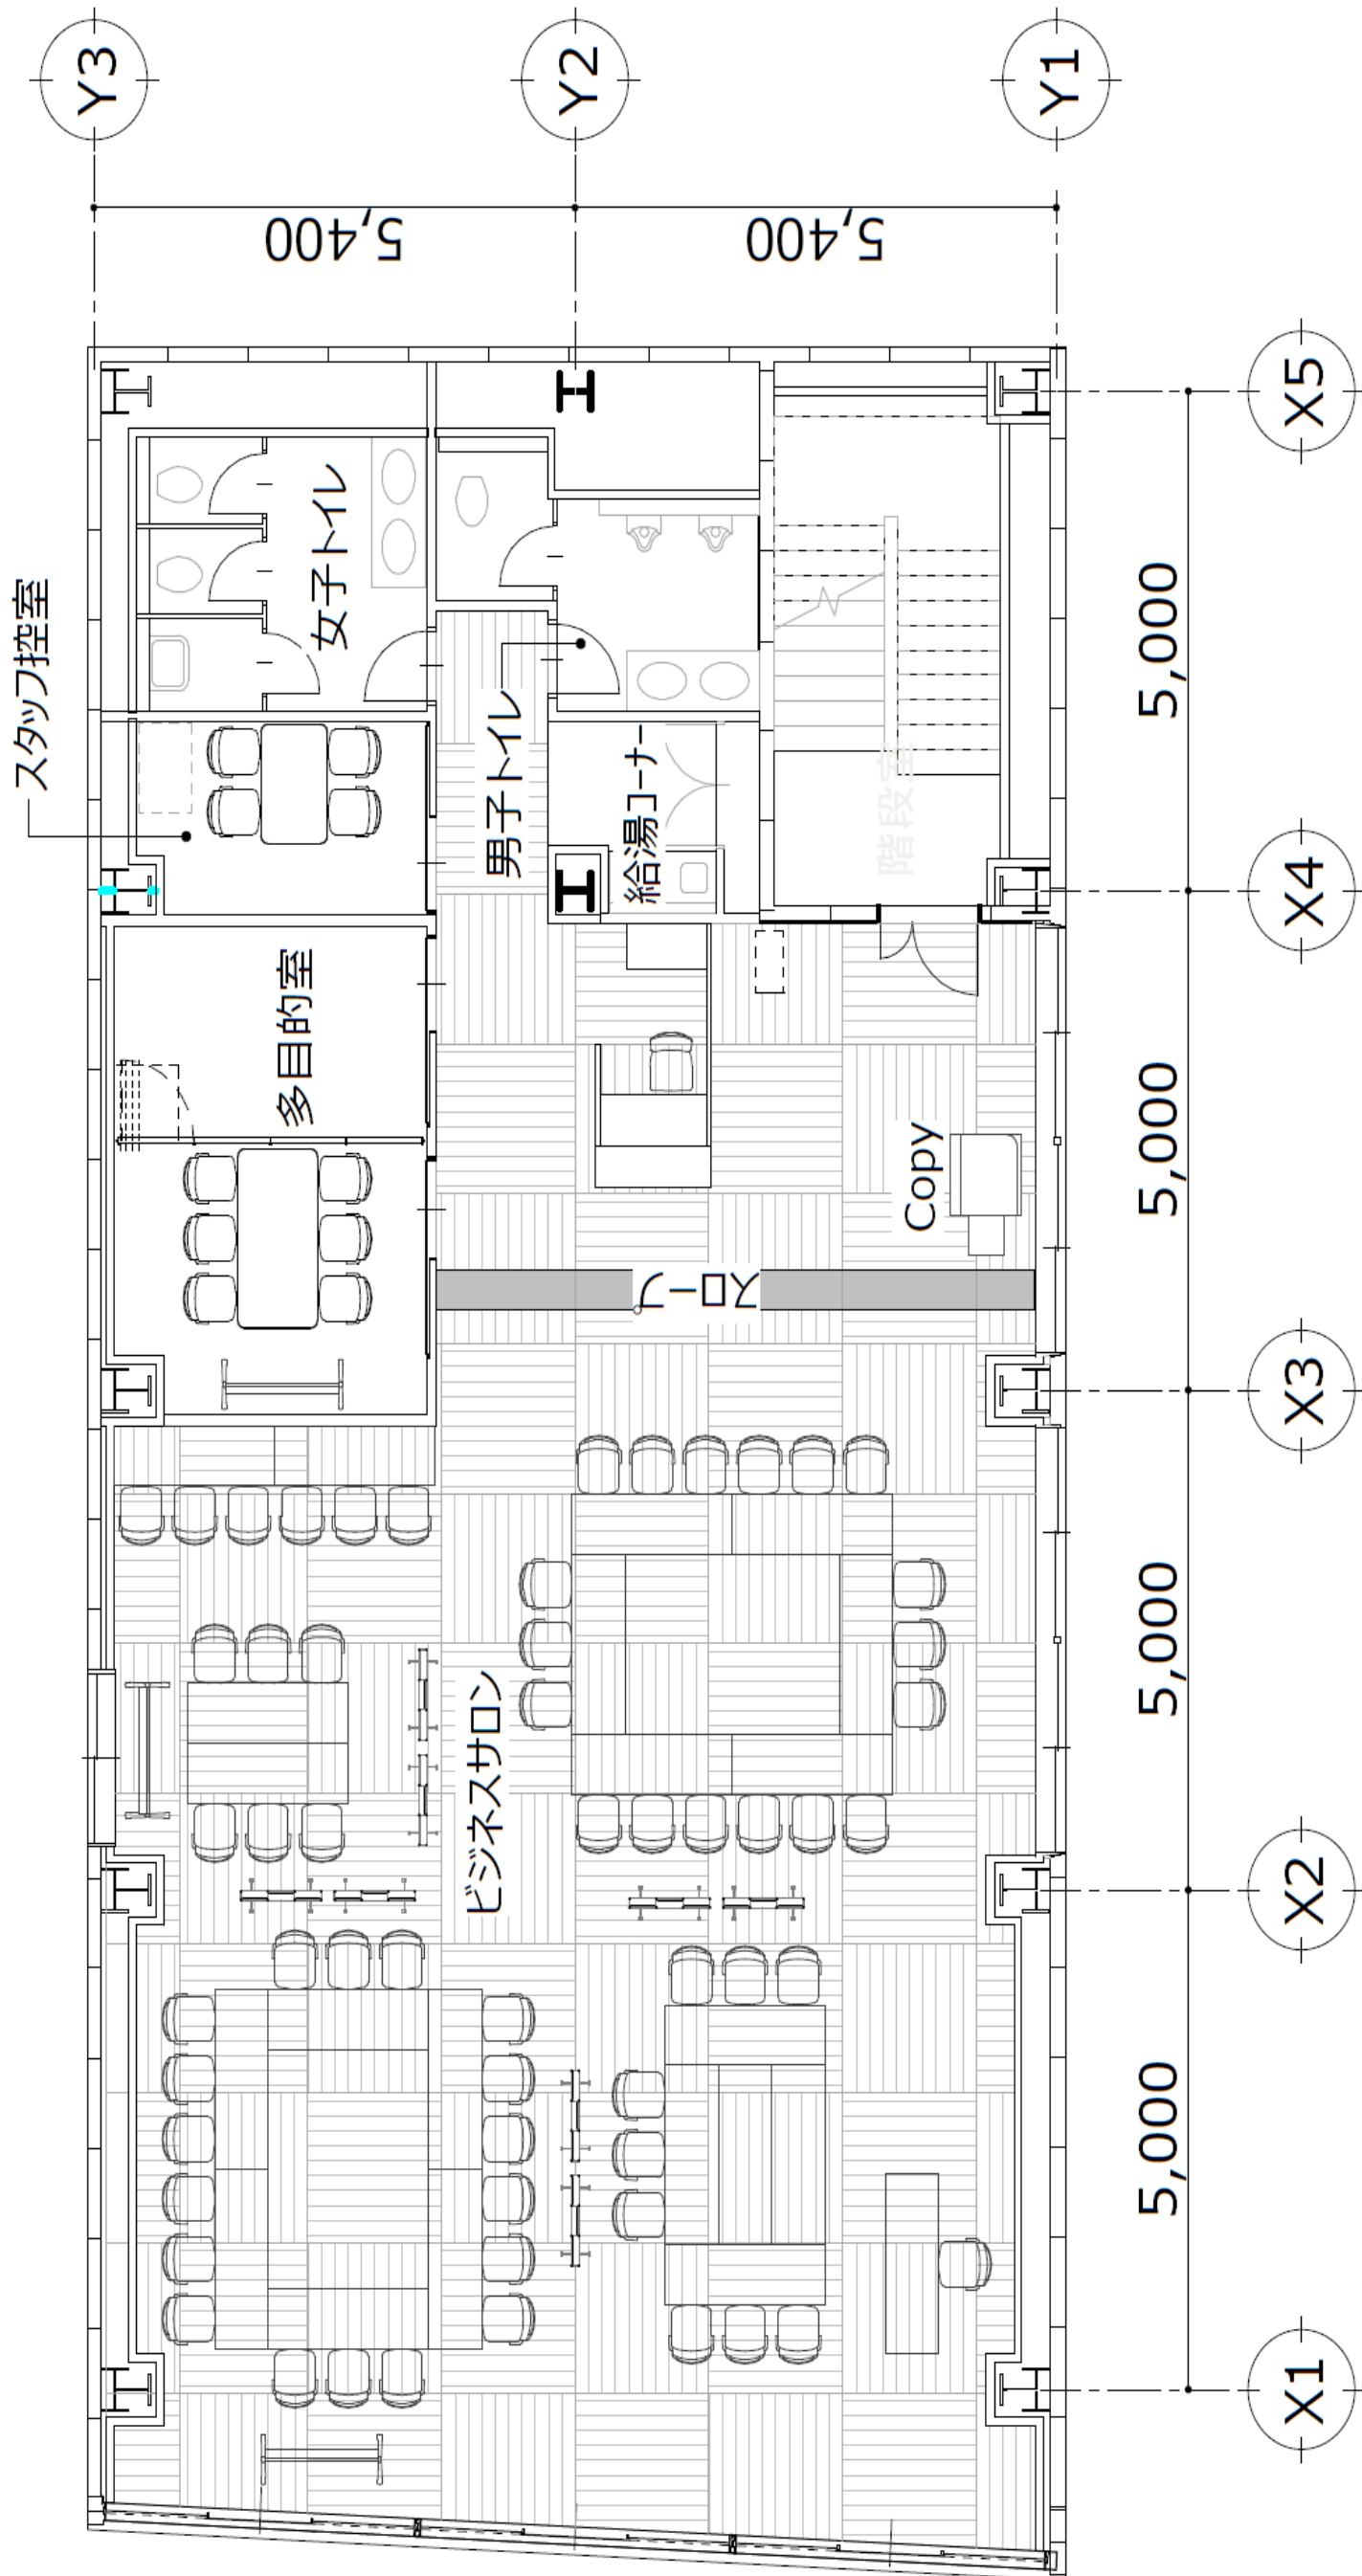 Y3
Y2
Y1
5,400
5,400
スタッフ控室
女子トイレ
男子トイレ
給湯コーナー
階段室
多目的室
Copy
スロープ
ビジネスサロン
5,000
5,000
5,000
5,000
X5
X4
X3
X2
X1